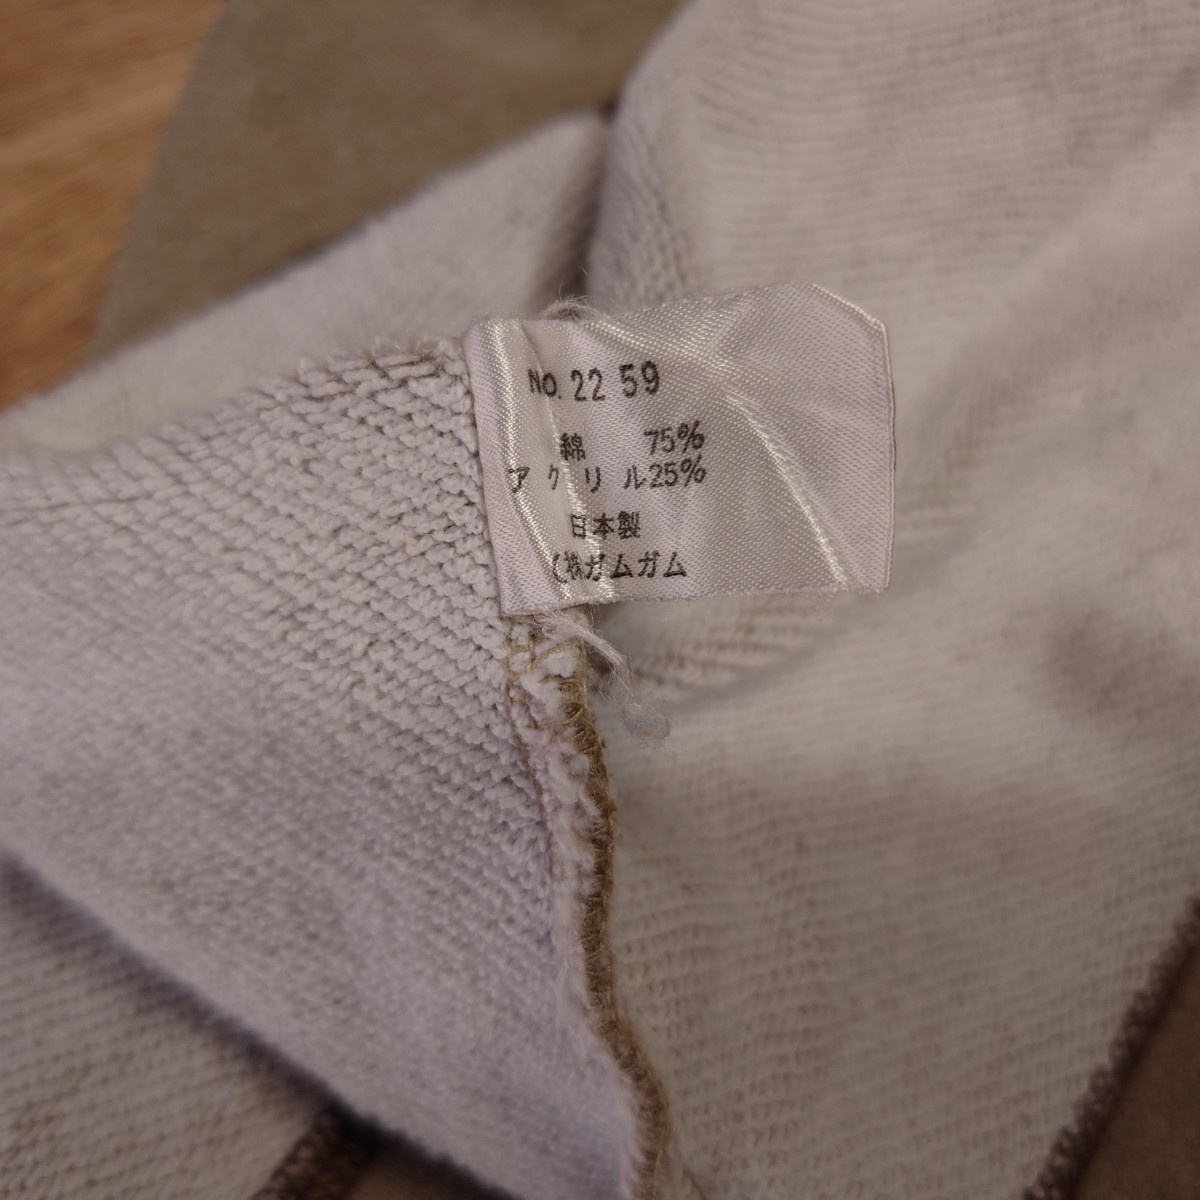 No. 22 59
綿 75%
アクリル25%
日本製
(株ガムガム